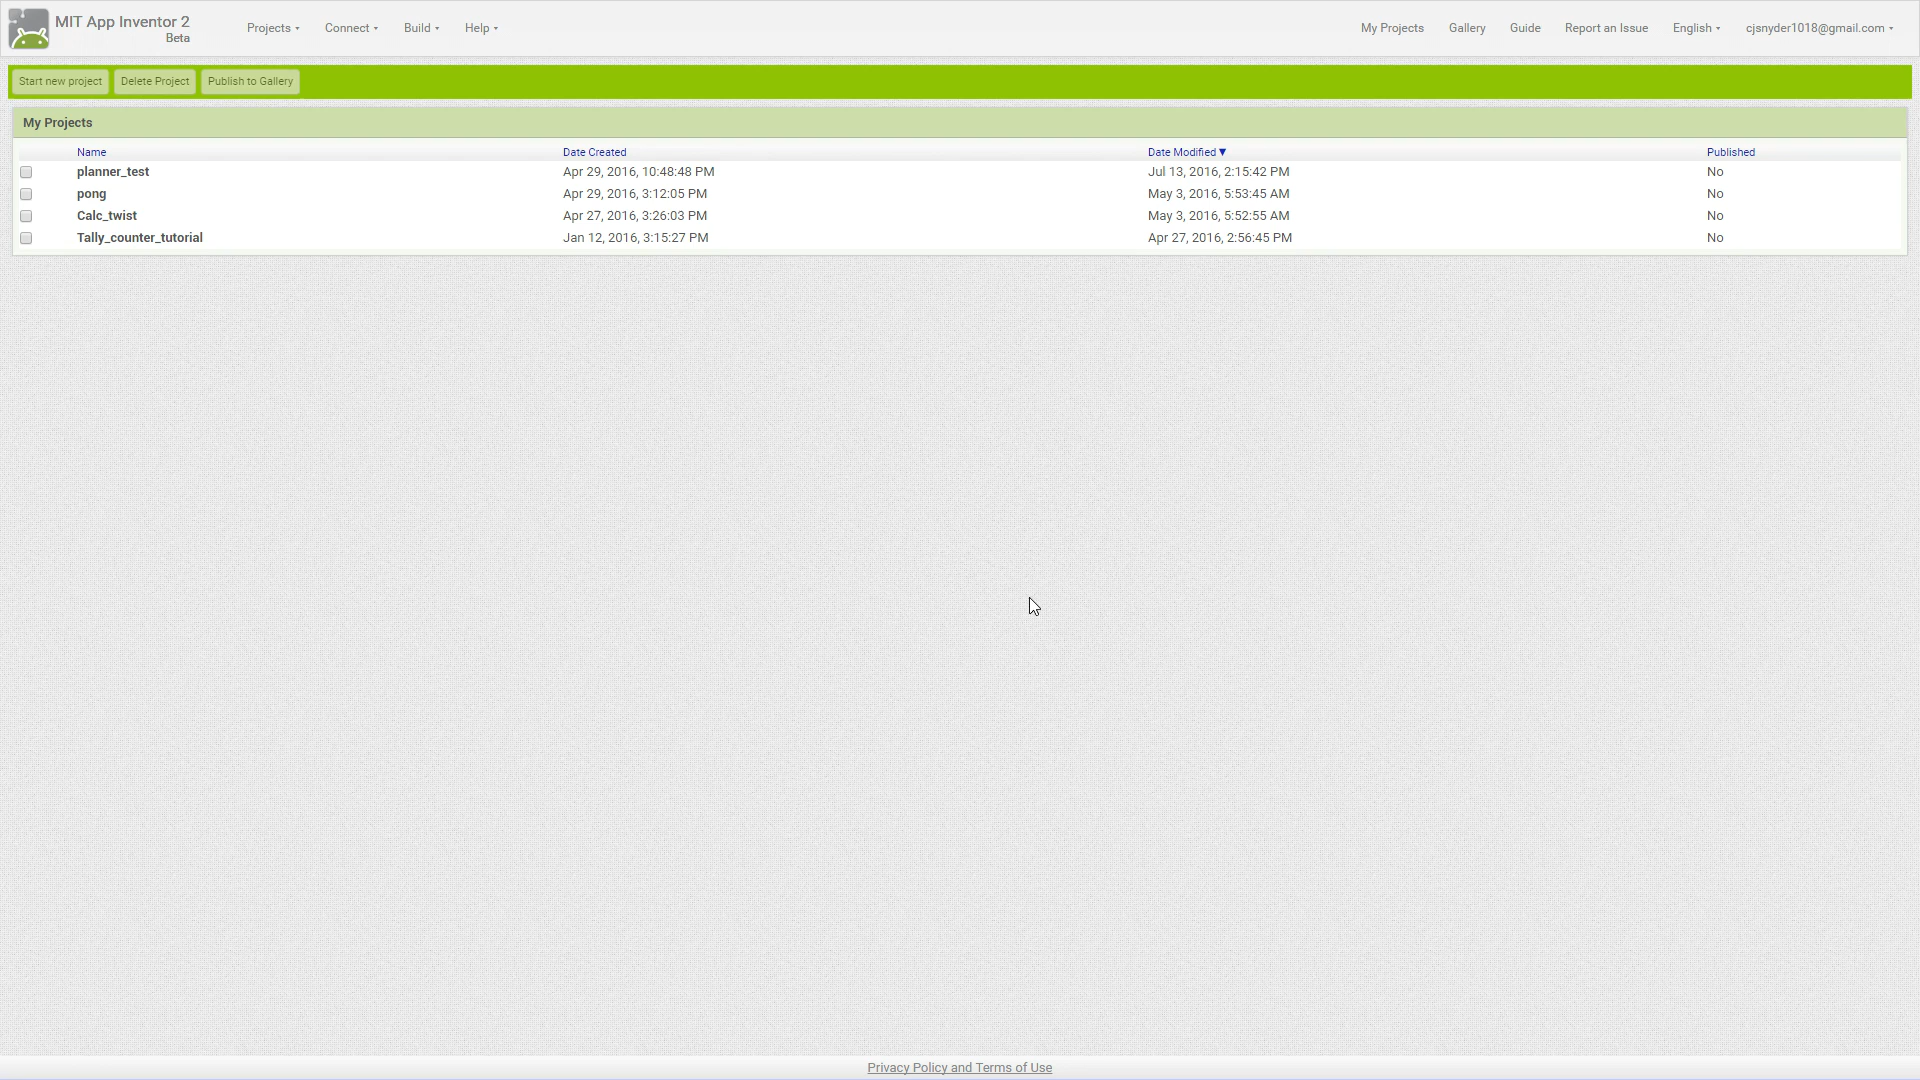 MIT App Inventor 2
Beta
Projects Connect Build Help My Projects Gallery Guide Report an Issue English cjsnyder1018@gmail.com
Start new project Delete Project Publish to Gallery
My Projects
Name Date Created Date Modified ▼ Published
planner_test Apr 29, 2016, 10:48:48 PM Jul 13, 2016, 2:15:42 PM No
pong Apr 29, 2016, 3:12:05 PM May 3, 2016, 5:53:45 AM No
Calc_twist Apr 27, 2016, 3:26:03 PM May 3, 2016, 5:52:55 AM No
Tally_counter_tutorial Jan 12, 2016, 3:15:27 PM Apr 27, 2016, 2:56:45 PM No
Privacy Policy and Terms of Use